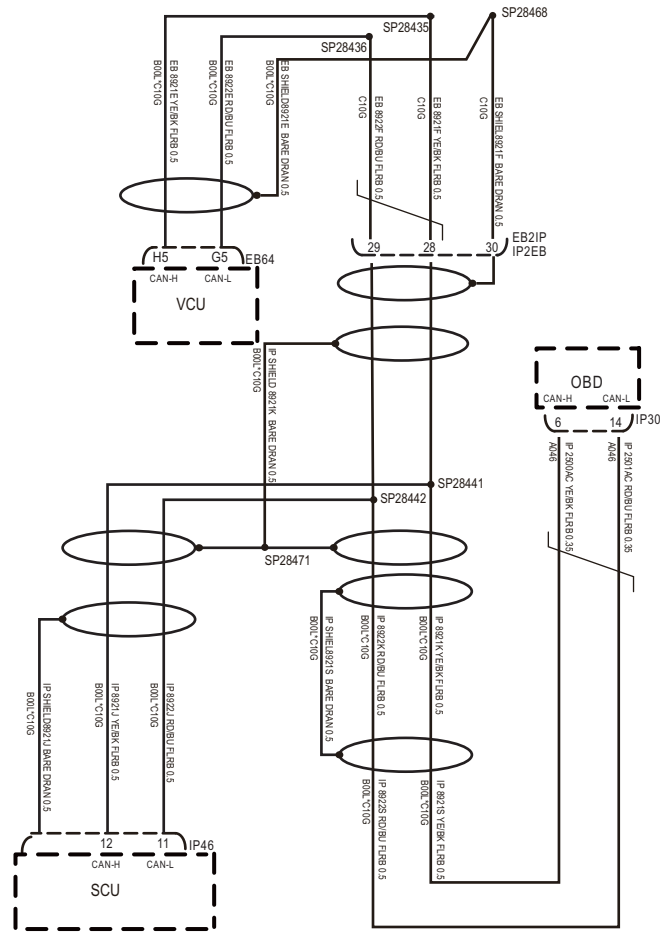 SP28468
SP28435
SP28436
EB 8921E YE/BK FLRB 0.5
B00L*C10G
EB 8922E RD/BU FLRB 0.5
B00L*C10G
EB SHIELD8921E BARE DRAN 0.5
B00L*C10G
EB 8922F RD/BU FLRB 0.5
C10G
EB 8921F YE/BK FLRB 0.5
C10G
EB SHIEL8921F BARE DRAN 0.5
C10G
H5 G5 EB64
CAN-H CAN-L
VCU
29 28 30
EB2IP
IP2EB
IP SHIELD 8921K BARE DRAN 0.5
B00L*C10G
OBD
CAN-H CAN-L
6 14 IP30
IP 2500AC YE/BK FLRB 0.35
A046
IP 2501AC RD/BU FLRB 0.35
A046
SP28441
SP28442
SP28471
IP SHIELD8921J BARE DRAN 0.5
B00L*C10G
IP 8921J YE/BK FLRB 0.5
B00L*C10G
IP 8922J RD/BU FLRB 0.5
B00L*C10G
IP SHIEL8921S BARE DRAN 0.5
B00L*C10G
IP 8922K RD/BU FLRB 0.5
B00L*C10G
IP 8921K YE/BK FLRB 0.5
B00L*C10G
IP 8922S RD/BU FLRB 0.5
B00L*C10G
IP 8921S YE/BK FLRB 0.5
B00L*C10G
12 11 IP46
CAN-H CAN-L
SCU